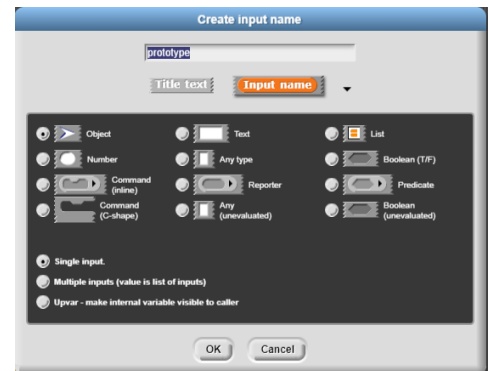 Create input name
prototype
Title text Input name
Object Text List
Number Any type Boolean (T/F)
Command
(inline) Reporter Predicate
Command
(C-shape) Any
(unevaluated) Boolean
(unevaluated)
Single input.
Multiple inputs (value is list of inputs)
Upvar - make internal variable visible to caller
OK Cancel